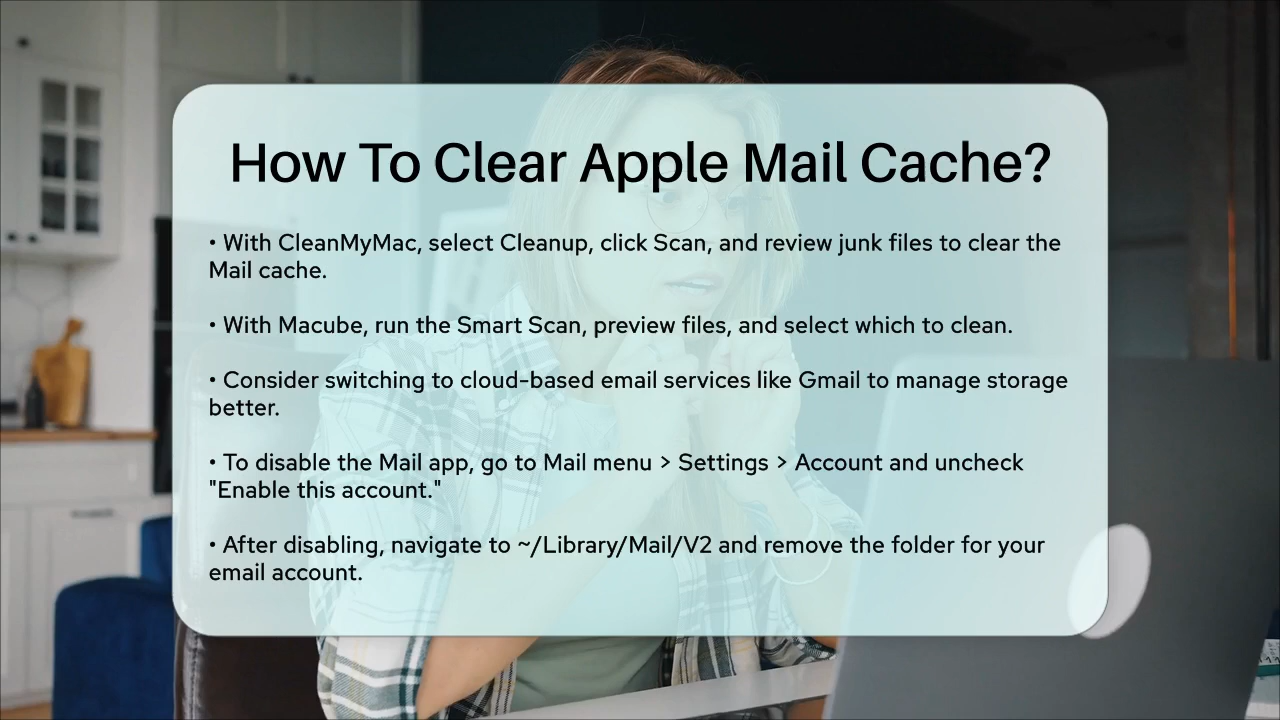 How To Clear Apple Mail Cache?
• With CleanMyMac, select Cleanup, click Scan, and review junk files to clear the
Mail cache.
• With Macube, run the Smart Scan, preview files, and select which to clean.
• Consider switching to cloud-based email services like Gmail to manage storage
better.
• To disable the Mail app, go to Mail menu > Settings > Account and uncheck
"Enable this account."
• After disabling, navigate to ~/Library/Mail/V2 and remove the folder for your
email account.